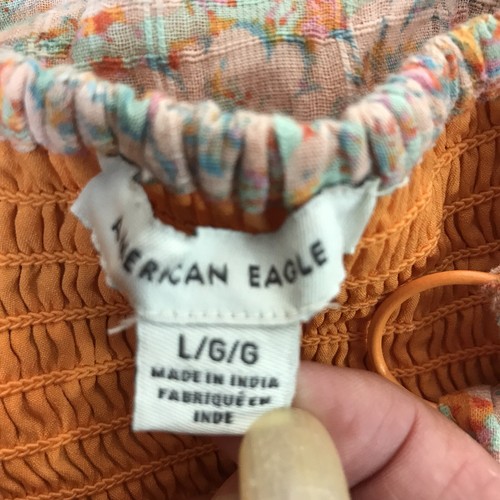 AMERICAN EAGLE
L/G/G
MADE IN INDIA
FABRIQUÉ EN
INDE